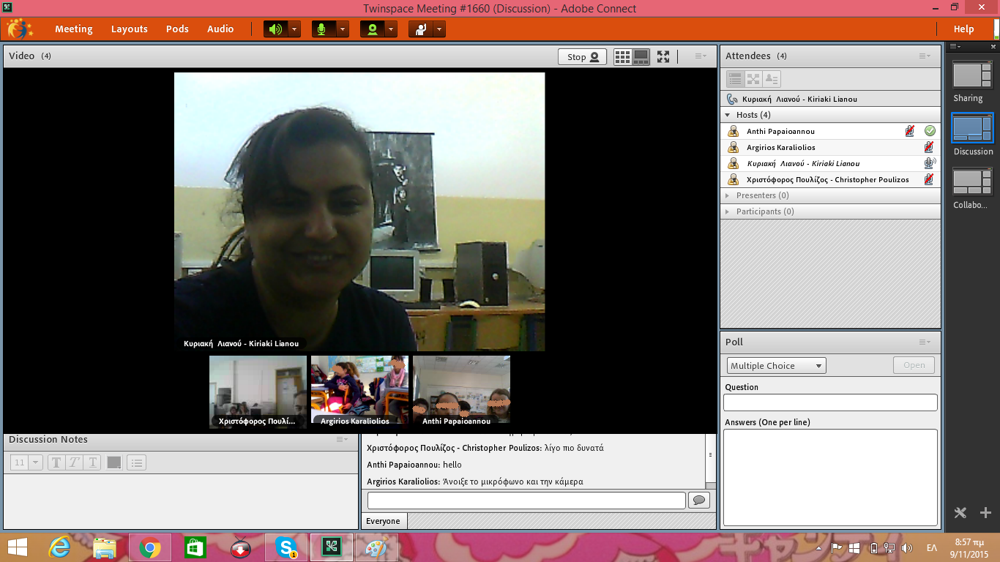 Twinspace Meeting #1660 (Discussion) - Adobe Connect
Meeting Layouts Pods Audio Help
Video (4)
Stop
Κυριακή Λιανού - Kiriaki Lianou
Χριστόφορος Πουλί...
Argirios Karaliolios
Anthi Papaioannou
Attendees (4)
Κυριακή Λιανού - Kiriaki Lianou
Hosts (4)
Anthi Papaioannou
Argirios Karaliolios
Κυριακή Λιανού - Kiriaki Lianou
Χριστόφορος Πουλίζος - Christopher Poulizos
Presenters (0)
Participants (0)
Sharing
Discussion
Collabo...
Poll
Multiple Choice
Open
Question
Answers (One per line)
Discussion Notes
11 T T T
Χριστόφορος Πουλίζος - Christopher Poulizos: λίγο πιο δυνατά
Anthi Papaioannou: hello
Argirios Karaliolios: Άνοιξε το μικρόφωνο και την κάμερα
Everyone
1
ΕΛ
8:57 πμ
9/11/2015